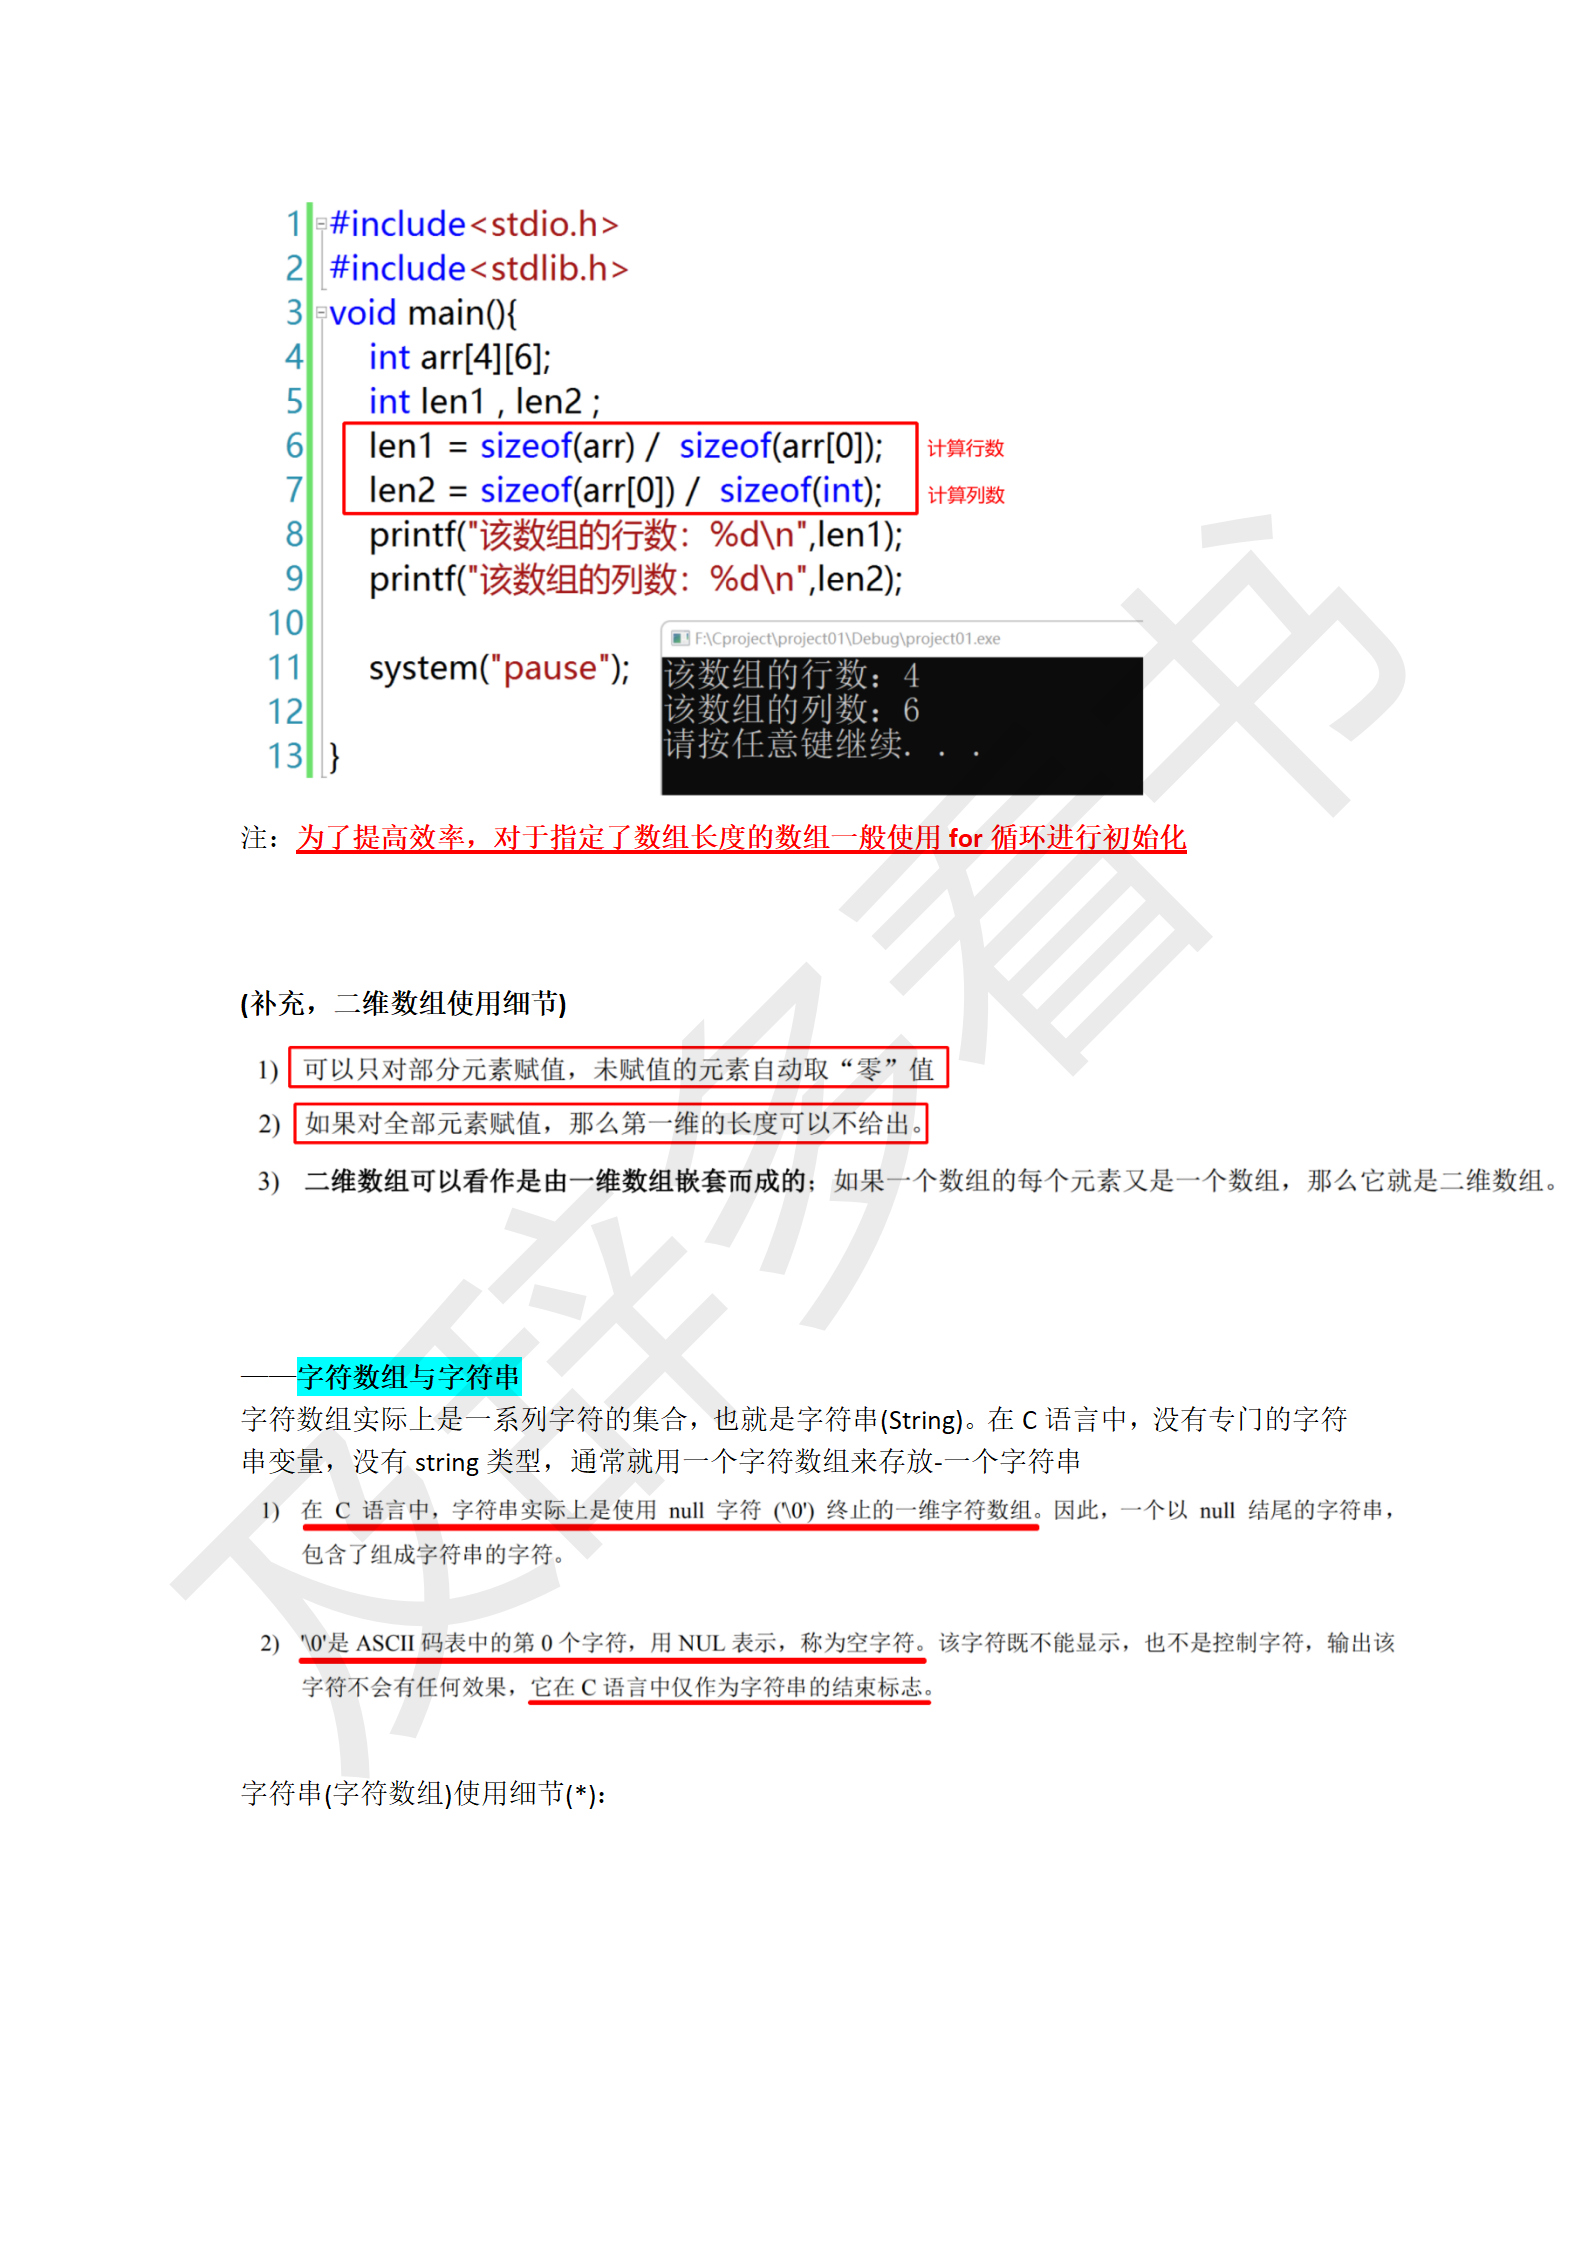 1 #include<stdio.h>
2 #include<stdlib.h>
3 void main(){
4 int arr[4][6];
5 int len1 , len2 ;
6 len1 = sizeof(arr) / sizeof(arr[0]); 计算行数
7 len2 = sizeof(arr[0]) / sizeof(int); 计算列数
8 printf("该数组的行数：%d\n",len1);
9 printf("该数组的列数：%d\n",len2);
10
11 system("pause");
12
13 }
F:\Cproject\project01\Debug\project01.exe
该数组的行数：4
该数组的列数：6
请按任意键继续. . .
注：为了提高效率，对于指定了数组长度的数组一般使用 for 循环进行初始化
(补充，二维数组使用细节)
1) 可以只对部分元素赋值，未赋值的元素自动取“零”值
2) 如果对全部元素赋值，那么第一维的长度可以不给出。
3) 二维数组可以看作是由一维数组嵌套而成的；如果一个数组的每个元素又是一个数组，那么它就是二维数组。
——字符数组与字符串
字符数组实际上是一系列字符的集合，也就是字符串(String)。在 C 语言中，没有专门的字符
串变量，没有 string 类型，通常就用一个字符数组来存放-一个字符串
1) 在 C 语言中，字符串实际上是使用 null 字符 ('\0') 终止的一维字符数组。因此，一个以 null 结尾的字符串，
包含了组成字符串的字符。
2) '\0'是 ASCII 码表中的第 0 个字符，用 NUL 表示，称为空字符。该字符既不能显示，也不是控制字符，输出该
字符不会有任何效果，它在 C 语言中仅作为字符串的结束标志。
字符串(字符数组)使用细节(*)：
及辞多看书